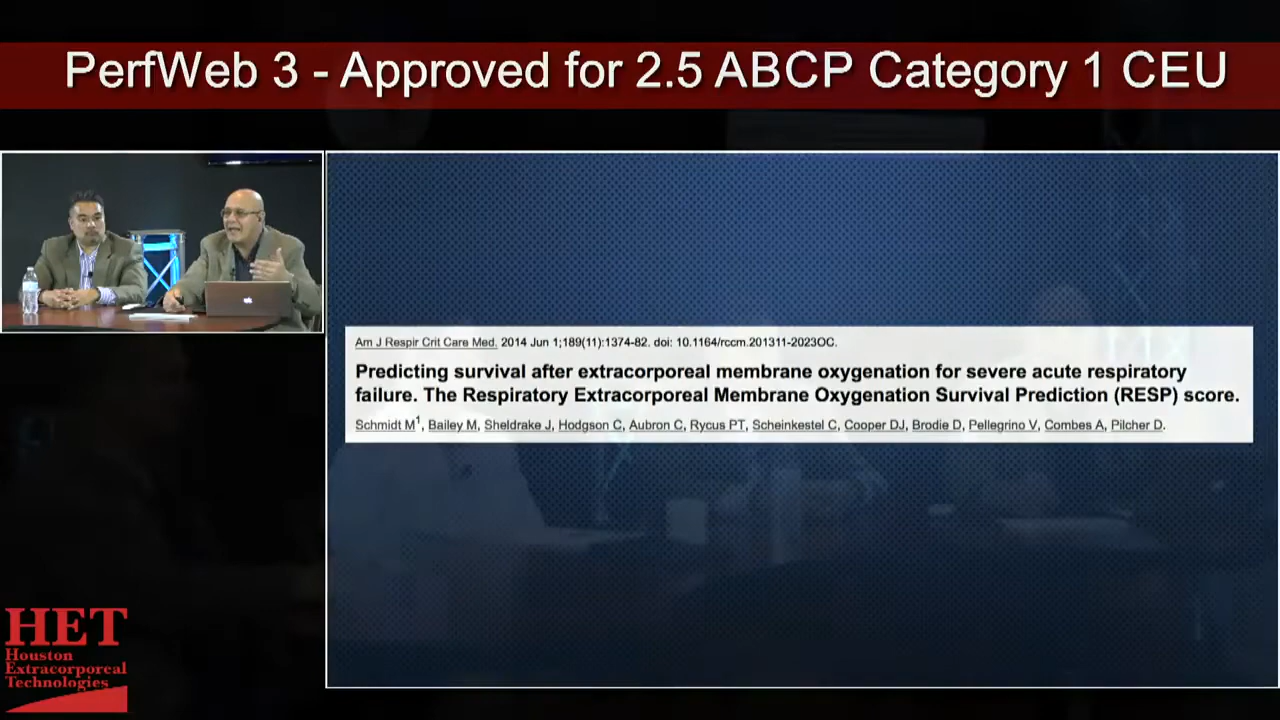 PerfWeb 3 - Approved for 2.5 ABCP Category 1 CEU
Am J Respir Crit Care Med. 2014 Jun 1;189(11):1374-82. doi: 10.1164/rccm.201311-2023OC.
Predicting survival after extracorporeal membrane oxygenation for severe acute respiratory
failure. The Respiratory Extracorporeal Membrane Oxygenation Survival Prediction (RESP) score.
Schmidt M1, Bailey M, Sheldrake J, Hodgson C, Aubron C, Rycus PT, Scheinkestel C, Cooper DJ, Brodie D, Pellegrino V, Combes A, Pilcher D.
HET
Houston
Extracorporeal
Technologies